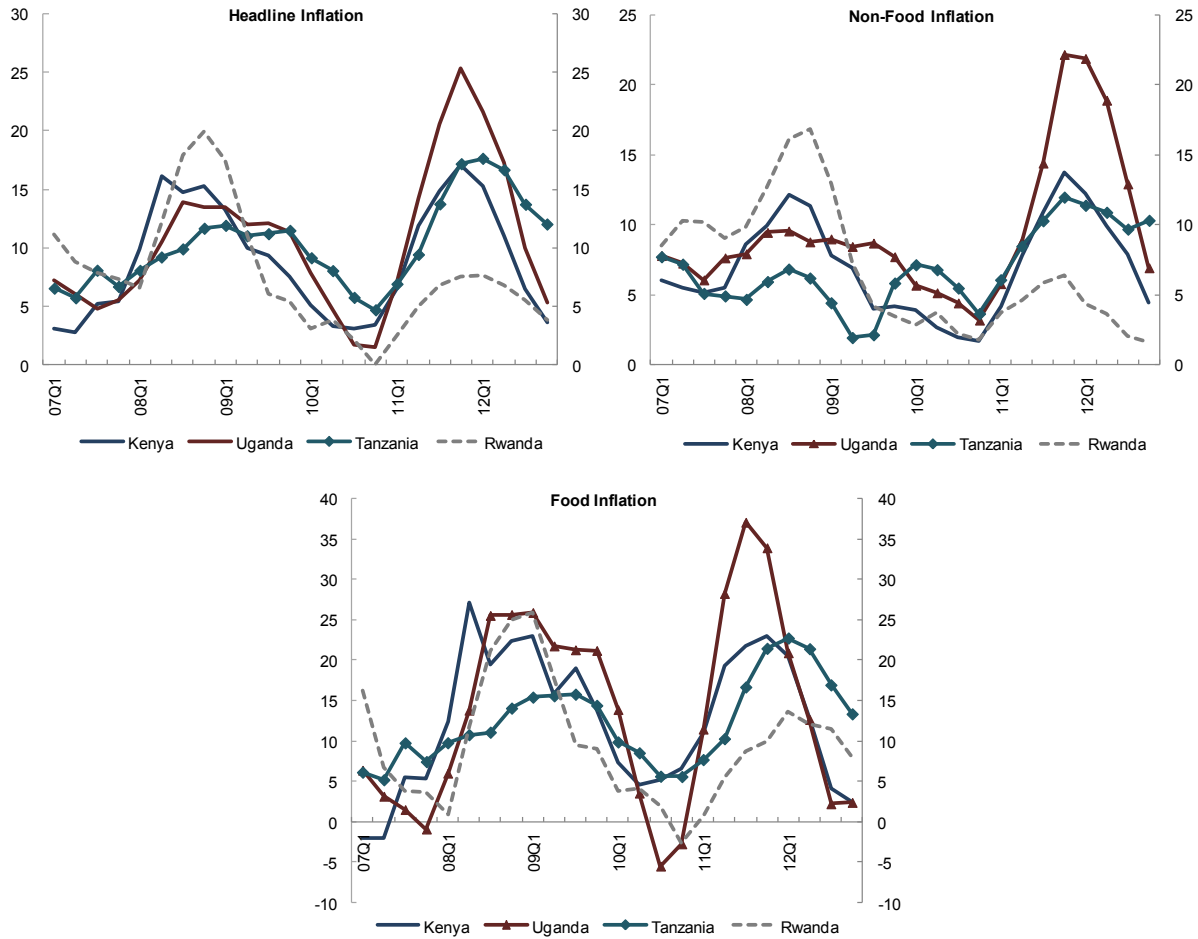 Headline Inflation
30 30
25 25
20 20
15 15
10 10
5 5
0 0
07Q1 08Q1 09Q1 10Q1 11Q1 12Q1
Kenya Uganda Tanzania Rwanda
Non-Food Inflation
25 25
20 20
15 15
10 10
5 5
0 0
07Q1 08Q1 09Q1 10Q1 11Q1 12Q1
Kenya Uganda Tanzania Rwanda
Food Inflation
40 40
35 35
30 30
25 25
20 20
15 15
10 10
5 5
0 0
-5 -5
-10 -10
07Q1 08Q1 09Q1 10Q1 11Q1 12Q1
Kenya Uganda Tanzania Rwanda